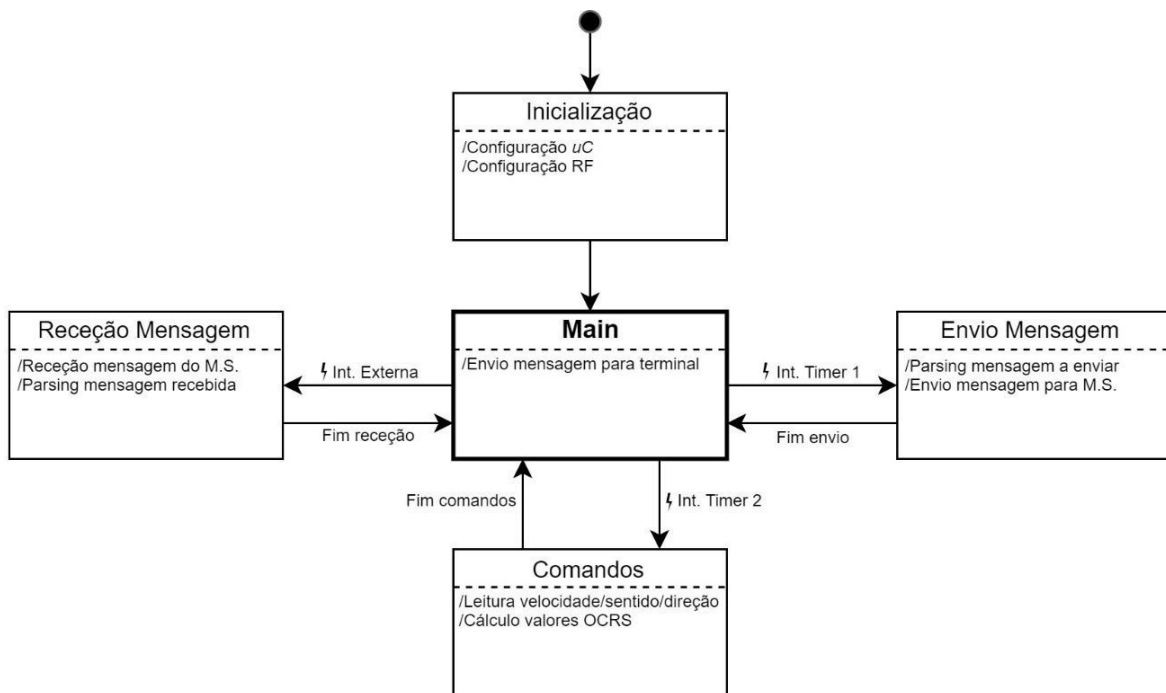 Inicialização
/Configuração uC
/Configuração RF
Receção Mensagem
/Receção mensagem do M.S.
/Parsing mensagem recebida
Int. Externa
Fim receção
Main
/Envio mensagem para terminal
Int. Timer 1
Fim envio
Envio Mensagem
/Parsing mensagem a enviar
/Envio mensagem para M.S.
Fim comandos
Int. Timer 2
Comandos
/Leitura velocidade/sentido/direção
/Cálculo valores OCRS